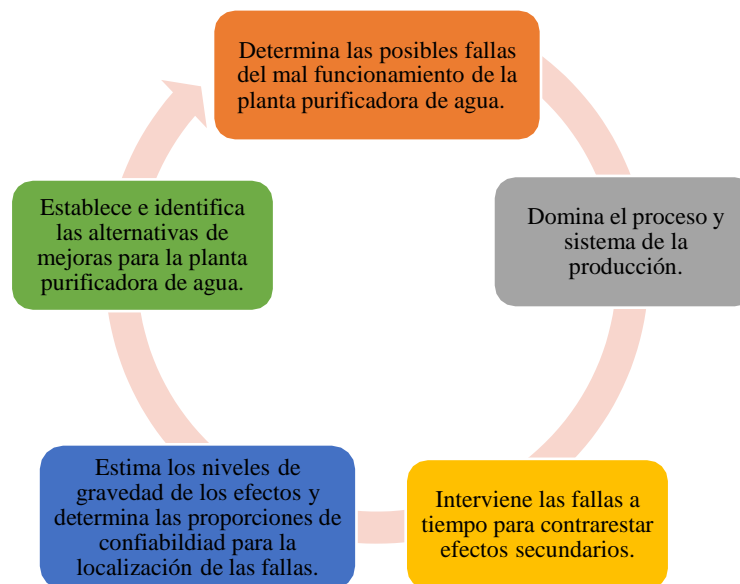 Determina las posibles fallas
del mal funcionamiento de la
planta purificadora de agua.
Domina el proceso y
sistema de la
producción.
Interviene las fallas a
tiempo para contrarestar
efectos secundarios.
Estima los niveles de
gravedad de los efectos y
determina las proporciones de
confiabildiad para la
localización de las fallas.
Establece e identifica
las alternativas de
mejoras para la planta
purificadora de agua.